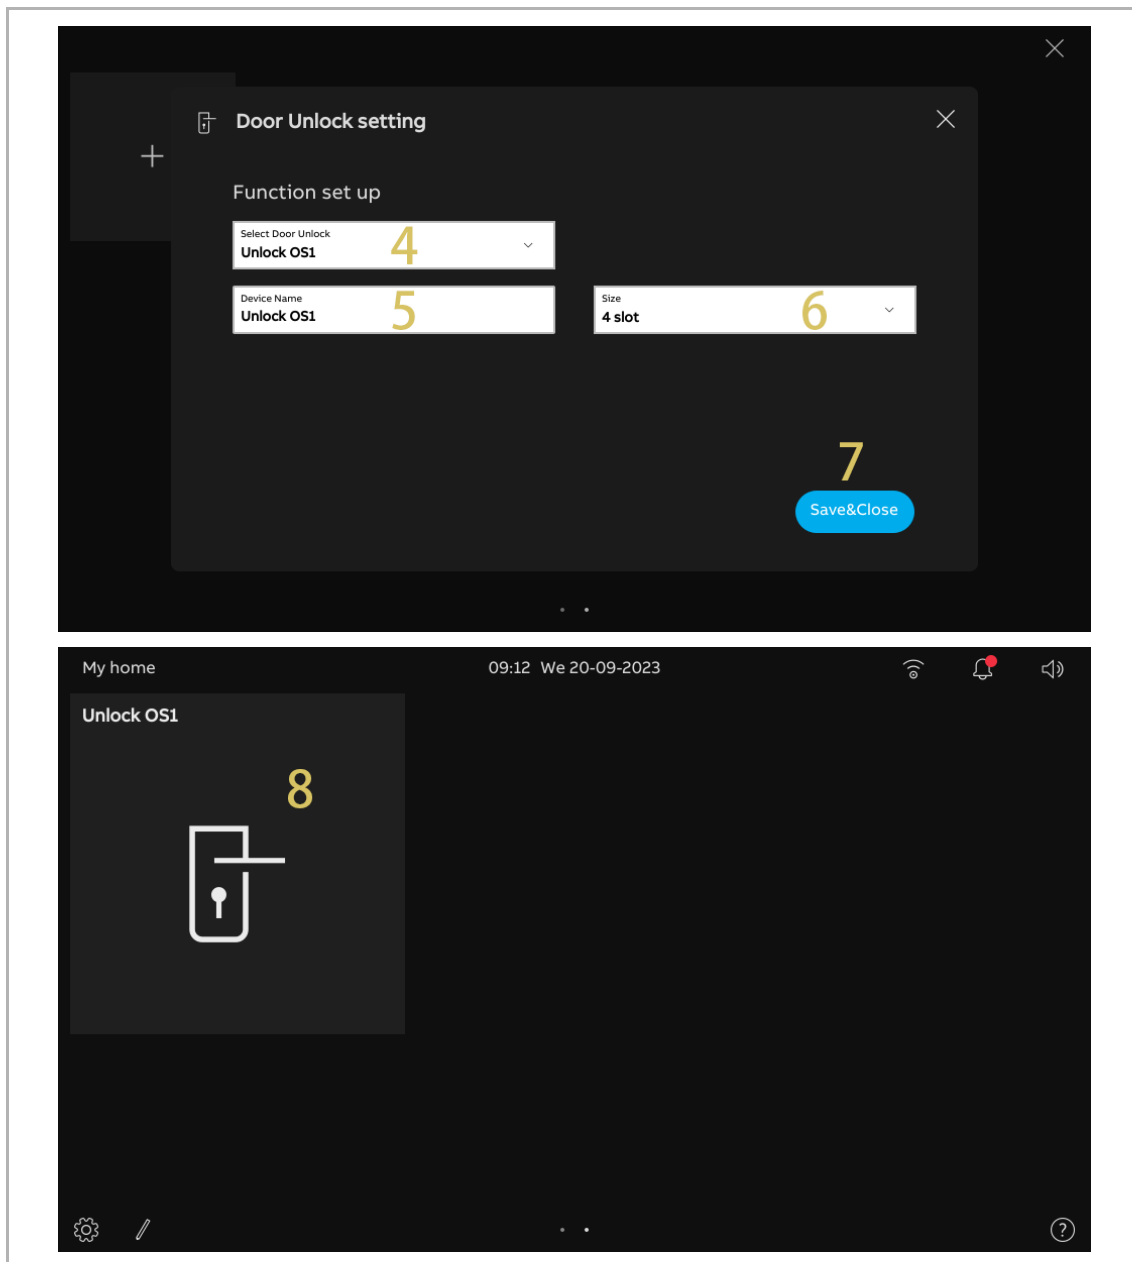 Door Unlock setting
Function set up
Select Door Unlock
Unlock OS1
4
Device Name
Unlock OS1
5
Size
4 slot
6
7
Save&Close
My home
09:12 We 20-09-2023
Unlock OS1
8
?